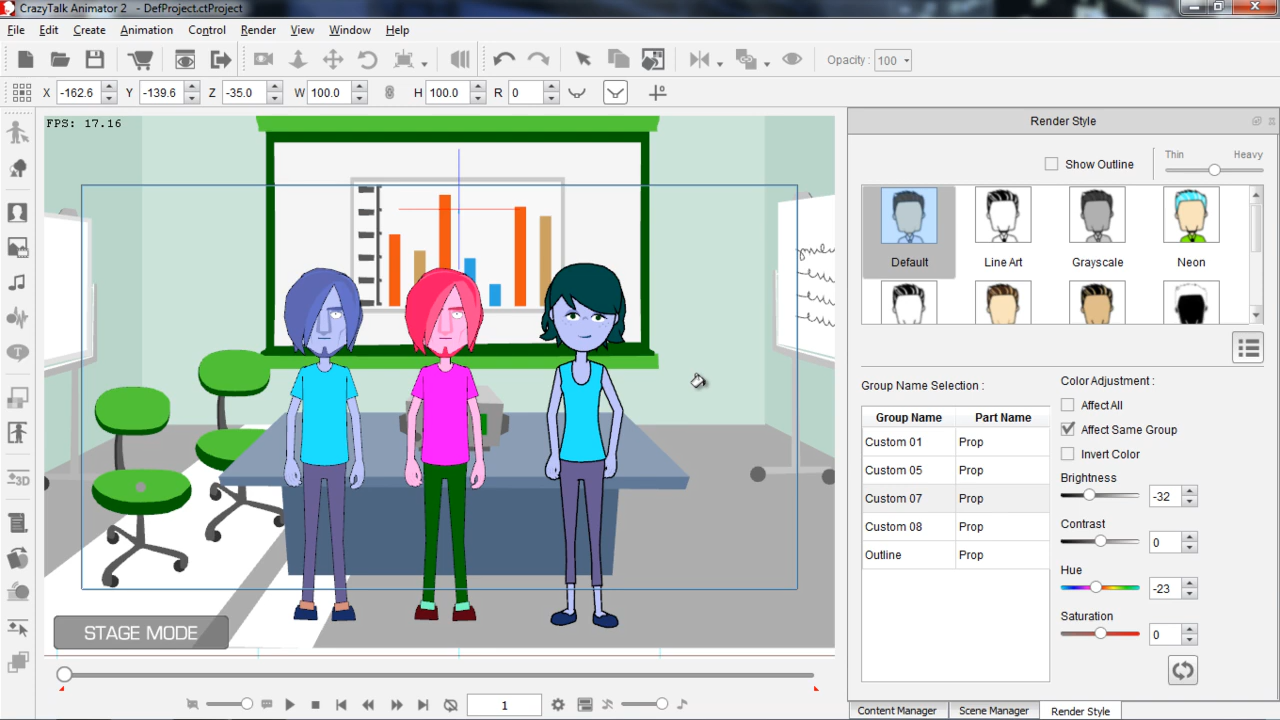 CrazyTalk Animator 2 - DefProject.ctProject
File Edit Create Animation Control Render View Window Help
Opacity : 100
X -162.6 Y -139.6 Z -35.0 W 100.0 H 100.0 R 0
FPS: 17.16
Render Style
Show Outline
Thin Heavy
Default Line Art Grayscale Neon
Group Name Selection :
Group Name Part Name
Custom 01 Prop
Custom 05 Prop
Custom 07 Prop
Custom 08 Prop
Outline Prop
Color Adjustment :
Affect All
Affect Same Group
Invert Color
Brightness
-32
Contrast
0
Hue
-23
Saturation
0
3D
STAGE MODE
1
Content Manager Scene Manager Render Style